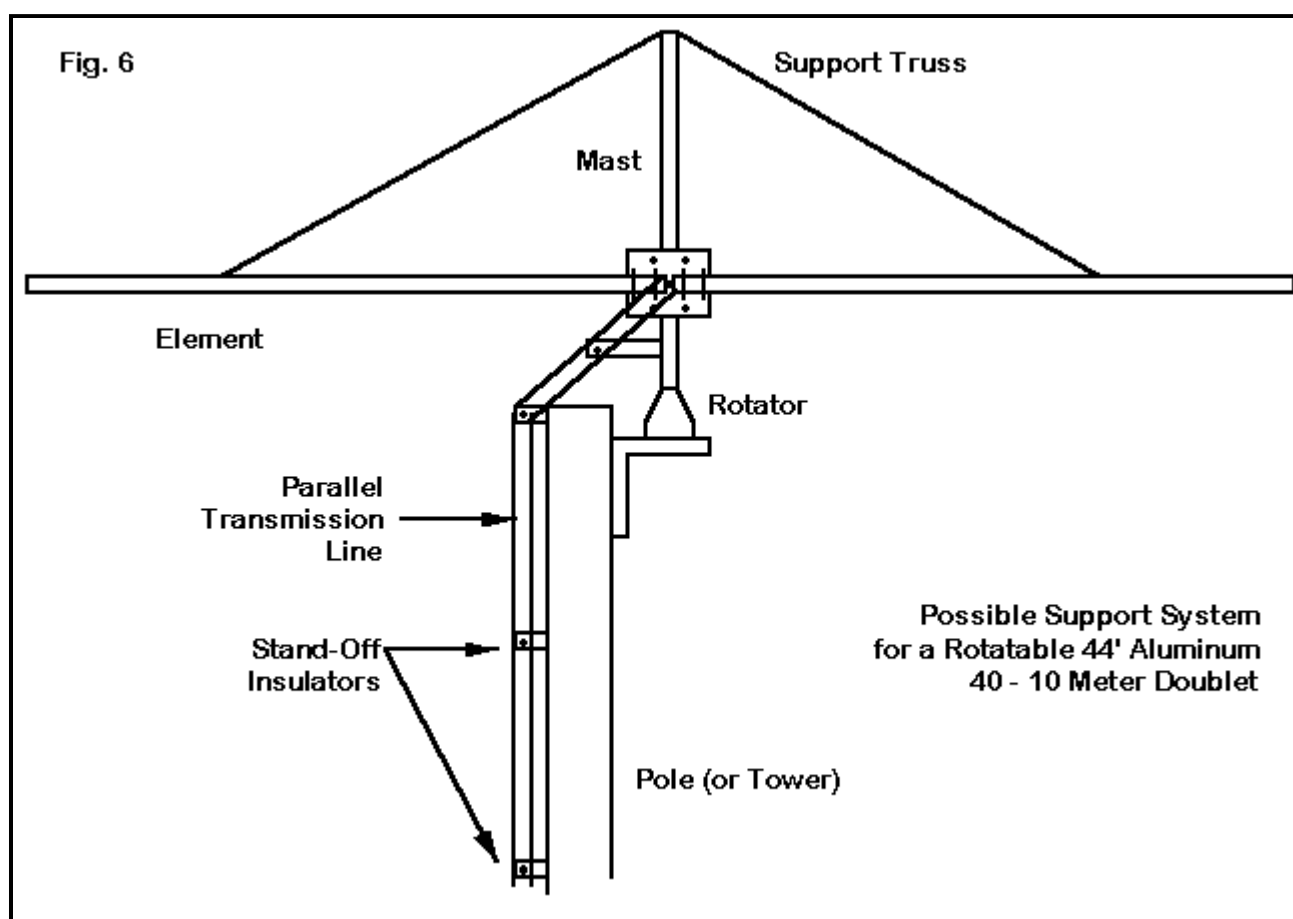 Fig. 6
Support Truss
Mast
Element
Rotator
Parallel
Transmission
Line
Stand-Off
Insulators
Possible Support System
for a Rotatable 44' Aluminum
40 - 10 Meter Doublet
Pole (or Tower)